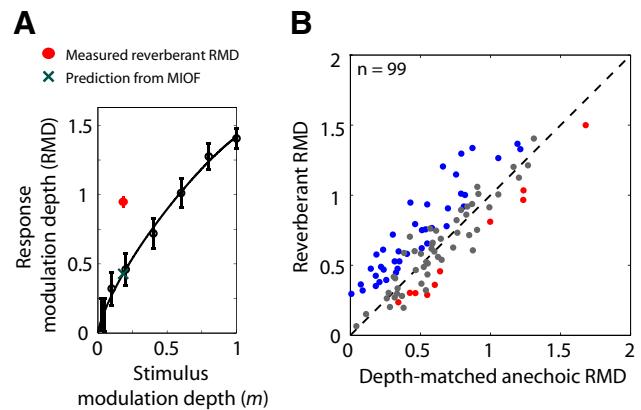 A
Measured reverberant RMD
Prediction from MIOF
Response
modulation depth (RMD)
1.5
1
0.5
0
0
0.5
1
Stimulus
modulation depth (m)
B
n = 99
Reverberant RMD
2
1.5
1
0.5
0
0
0.5
1
1.5
2
Depth-matched anechoic RMD